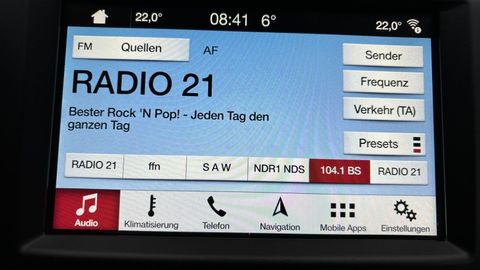 22,0° 08:41 6° 22,0°
FM Quellen AF Sender
RADIO 21
Frequenz
Bester Rock 'N Pop! - Jeden Tag den
ganzen Tag
Verkehr (TA)
Presets
RADIO 21 ffn S A W NDR1 NDS 104.1 BS RADIO 21
Audio Klimatisierung Telefon Navigation Mobile Apps Einstellungen